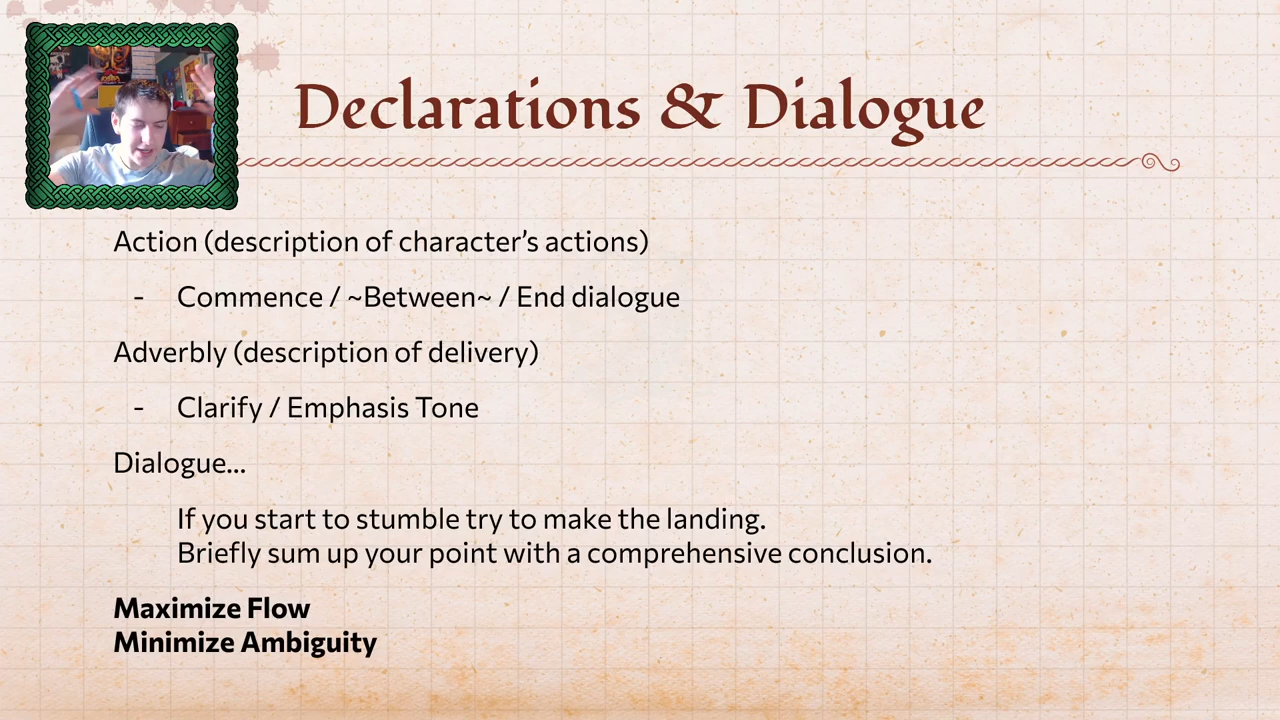 Declarations & Dialogue
Action (description of character’s actions)
- Commence / ~Between~ / End dialogue
Adverbly (description of delivery)
- Clarify / Emphasis Tone
Dialogue...
If you start to stumble try to make the landing.
Briefly sum up your point with a comprehensive conclusion.
Maximize Flow
Minimize Ambiguity